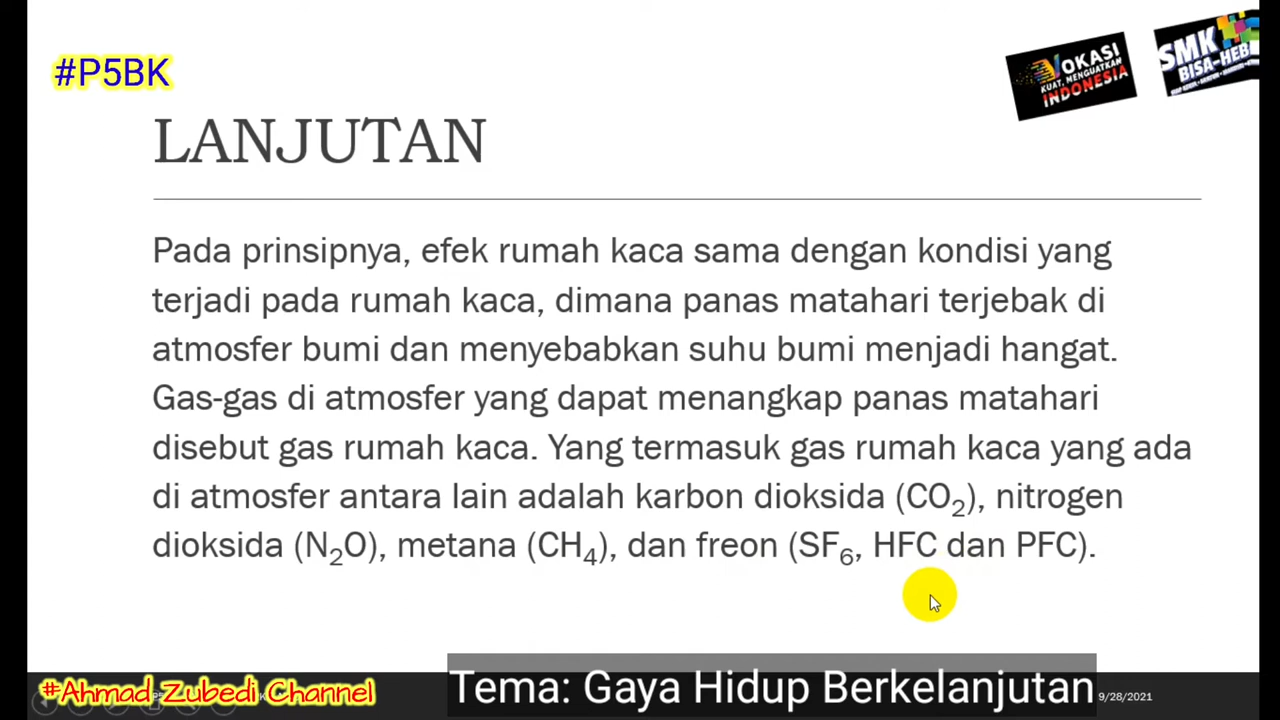 #P5BK
VOKASI
KUAT, MENGUATKAN
INDONESIA
SMK
BISA-HEB
LANJUTAN
Pada prinsipnya, efek rumah kaca sama dengan kondisi yang
terjadi pada rumah kaca, dimana panas matahari terjebak di
atmosfer bumi dan menyebabkan suhu bumi menjadi hangat.
Gas-gas di atmosfer yang dapat menangkap panas matahari
disebut gas rumah kaca. Yang termasuk gas rumah kaca yang ada
di atmosfer antara lain adalah karbon dioksida (CO₂), nitrogen
dioksida (N₂O), metana (CH₄), dan freon (SF₆, HFC dan PFC).
#Ahmad Zubedi Channel
Tema: Gaya Hidup Berkelanjutan
9/28/2021